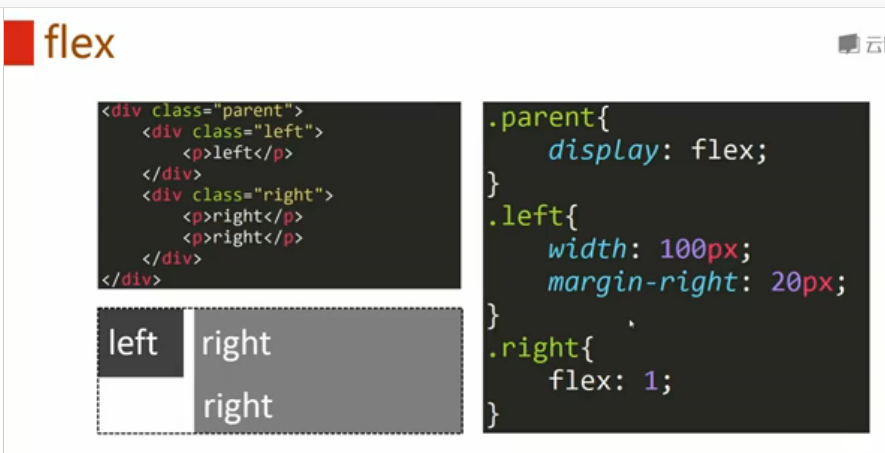 flex
云
<div class="parent">
    <div class="left">
        <p>left</p>
    </div>
    <div class="right">
        <p>right</p>
        <p>right</p>
    </div>
</div>
left
right
right
.parent{
    display: flex;
}
.left{
    width: 100px;
    margin-right: 20px;
}
.right{
    flex: 1;
}